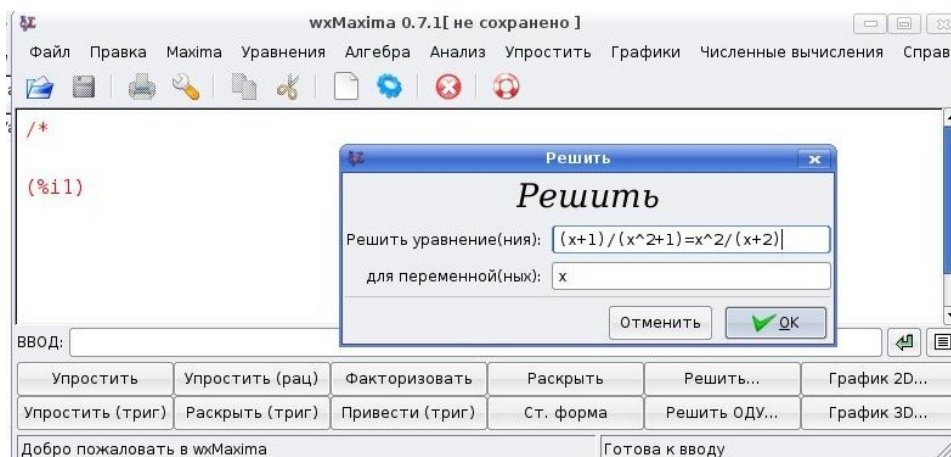 wxMaxima 0.7.1[ не сохранено ]
Файл Правка Maxima Уравнения Алгебра Анализ Упростить Графики Численные вычисления Справ
/*
(%i1)
Решить
Решить
Решить уравнение(ния): (x+1)/(x^2+1)=x^2/(x+2)
для переменной(ных): x
Отменить OK
ВВОД:
Упростить Упростить (рац) Факторизовать Раскрыть Решить... График 2D...
Упростить (триг) Раскрыть (триг) Привести (триг) Ст. форма Решить ОДУ... График 3D...
Добро пожаловать в wxMaxima Готова к вводу